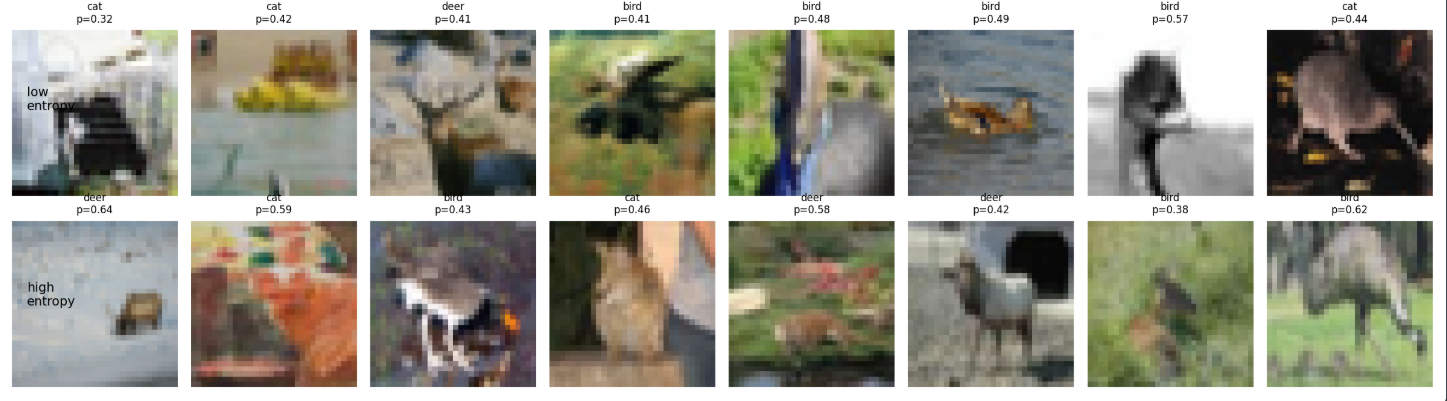 cat
p=0.32
cat
p=0.42
deer
p=0.41
bird
p=0.41
bird
p=0.48
bird
p=0.49
bird
p=0.57
cat
p=0.44
low
entropy
deer
p=0.64
cat
p=0.59
bird
p=0.43
cat
p=0.46
deer
p=0.58
deer
p=0.42
bird
p=0.38
bird
p=0.62
high
entropy